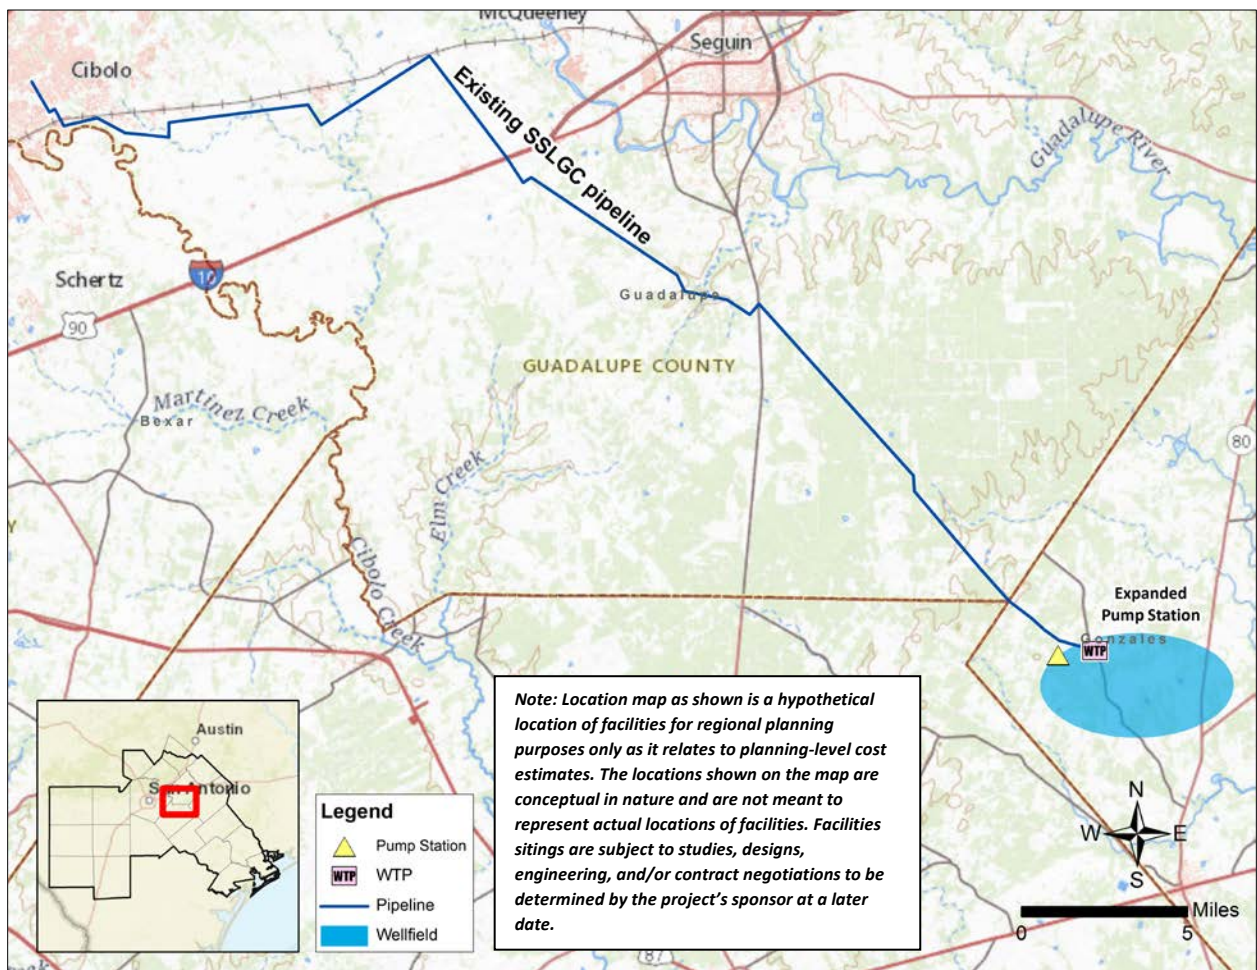 McQueeney
Seguin
Cibolo
Existing SSLGC pipeline
Guadalupe River
Schertz
10
90
Guadalupe
GUADALUPE COUNTY
Martinez Creek
Bexar
Elm Creek
80
Cibolo Creek
Y
Expanded
Pump Station
Gonzales
WTP
Note: Location map as shown is a hypothetical
location of facilities for regional planning
purposes only as it relates to planning-level cost
estimates. The locations shown on the map are
conceptual in nature and are not meant to
represent actual locations of facilities. Facilities
sitings are subject to studies, designs,
engineering, and/or contract negotiations to be
determined by the project's sponsor at a later
date.
Austin
San Antonio
Legend
Pump Station
WTP WTP
Pipeline
Wellfield
N
W E
S
Miles
0 5
87
Creek